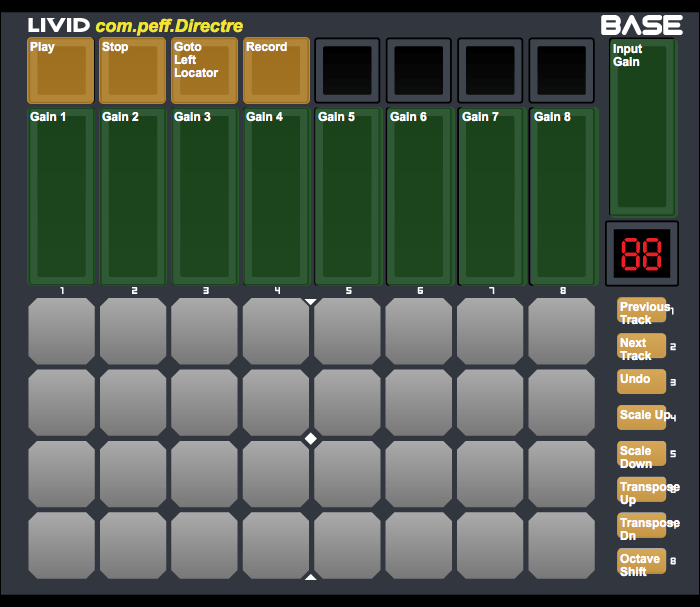 LIVID com.peff.Directre
BASE
Play
Stop
Goto
Left
Locator
Record
Input
Gain
Gain 1
Gain 2
Gain 3
Gain 4
Gain 5
Gain 6
Gain 7
Gain 8
88
1
2
3
4
5
6
7
8
Previous
Track
1
Next
Track
2
Undo
3
Scale Up
4
Scale
Down
5
Transpose
Up
6
Transpose
Dn
7
Octave
Shift
8